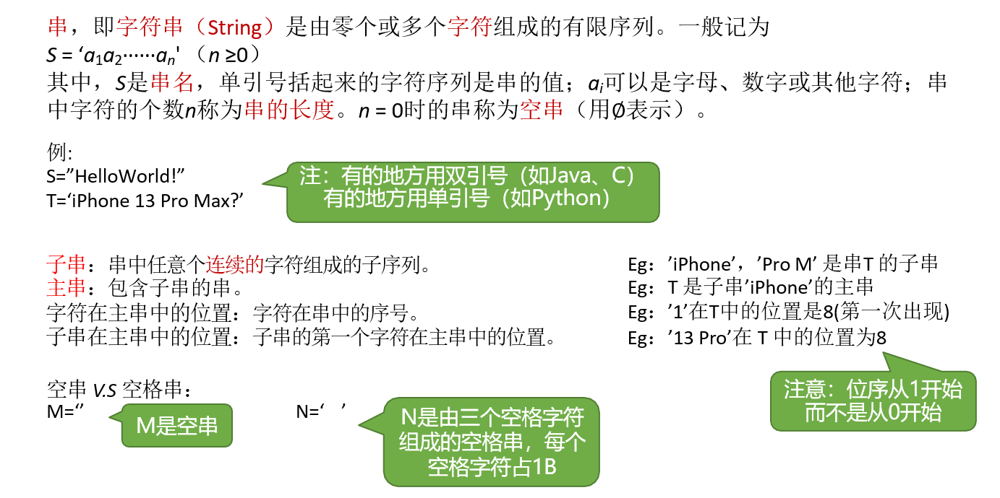 串，即字符串（String）是由零个或多个字符组成的有限序列。一般记为
S = ‘a₁a₂······aₙ' （n ≥0）
其中，S是串名，单引号括起来的字符序列是串的值；aᵢ可以是字母、数字或其他字符；串
中字符的个数n称为串的长度。n = 0时的串称为空串（用∅表示）。
例:
S=”HelloWorld!”
T=‘iPhone 13 Pro Max?’
注：有的地方用双引号（如Java、C）
有的地方用单引号（如Python）
子串：串中任意个连续的字符组成的子序列。
Eg：’iPhone’，’Pro M’ 是串T 的子串
主串：包含子串的串。
Eg：T 是子串’iPhone’的主串
字符在主串中的位置：字符在串中的序号。
Eg：’1’在T中的位置是8(第一次出现)
子串在主串中的位置：子串的第一个字符在主串中的位置。
Eg：’13 Pro’在 T 中的位置为8
注意：位序从1开始
而不是从0开始
空串 V.S 空格串：
M=‘’
M是空串
N=‘   ’
N是由三个空格字符
组成的空格串，每个
空格字符占1B